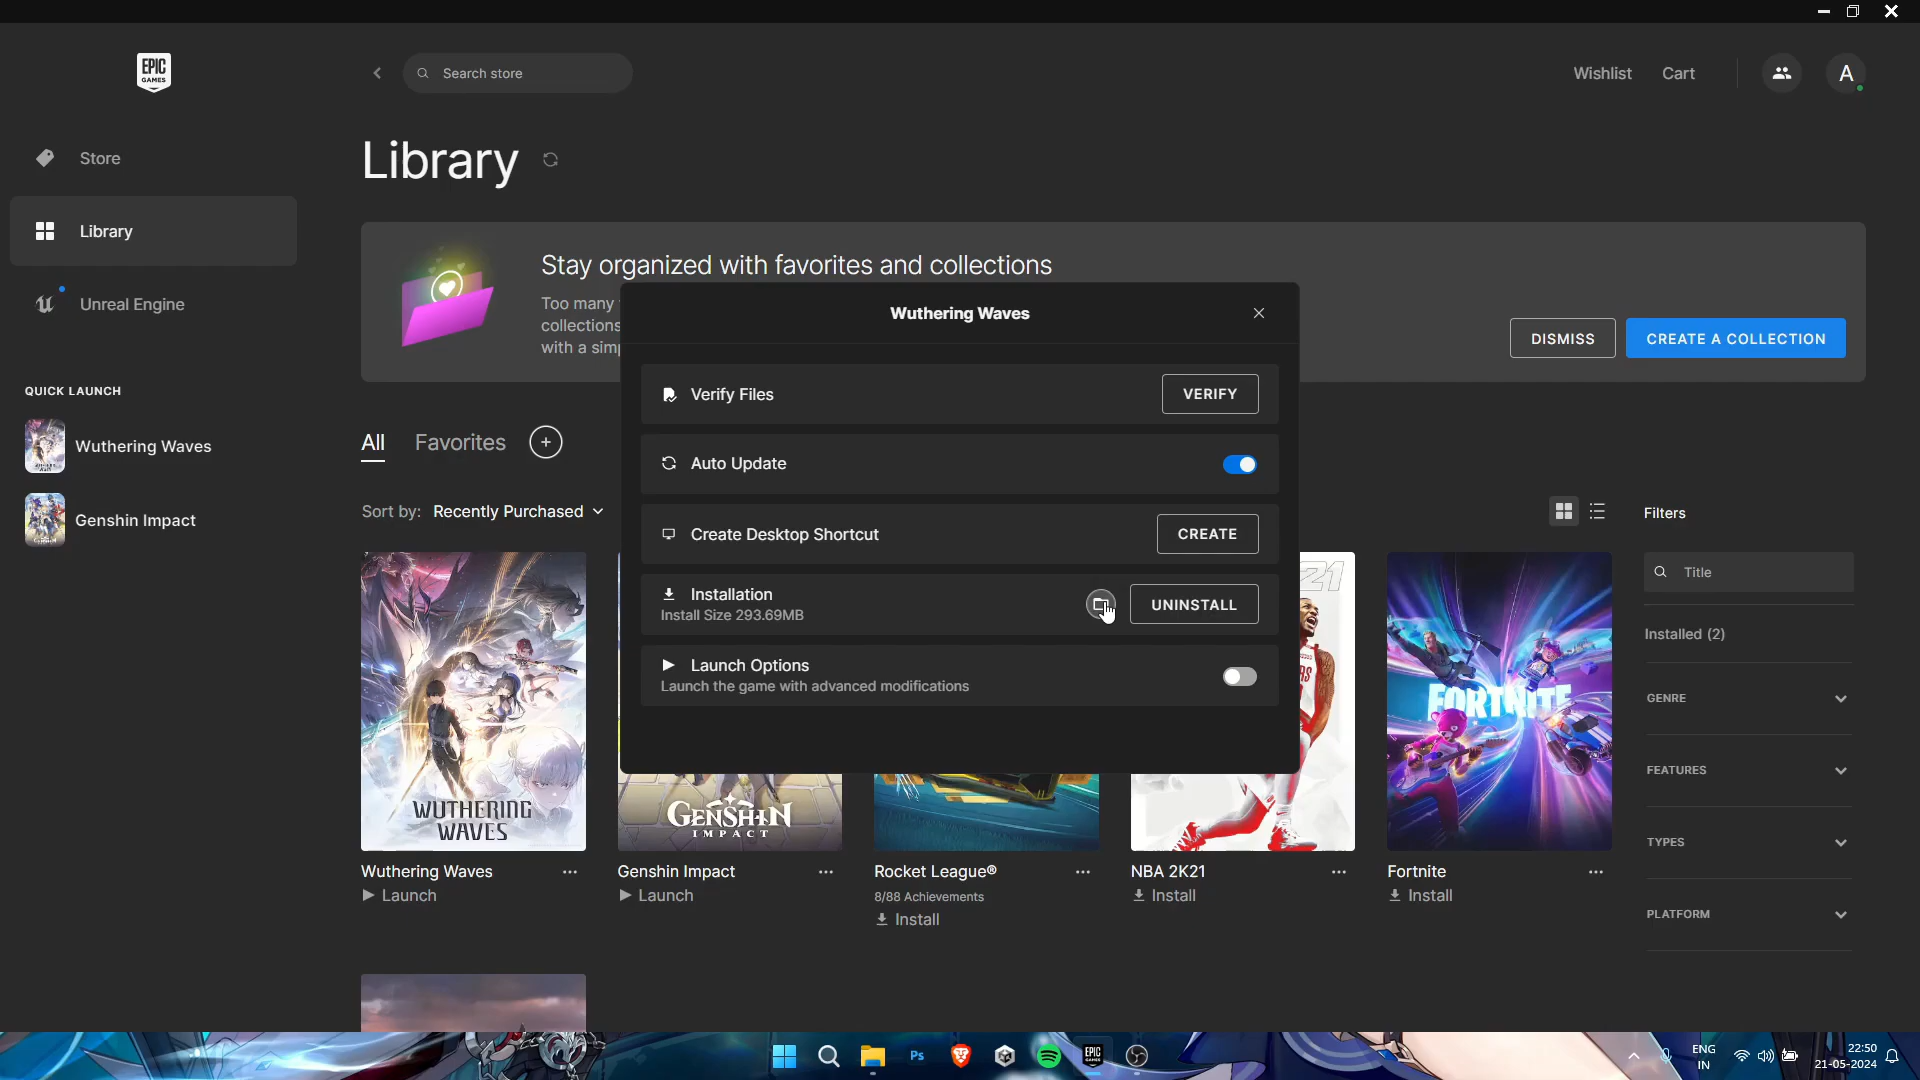 EPIC
GAMES
Search store
Wishlist
Cart
A
Store
Library
Unreal Engine
QUICK LAUNCH
Wuthering Waves
Genshin Impact
Library
Stay organized with favorites and collections
Too many
collections
with a simp
DISMISS
CREATE A COLLECTION
Wuthering Waves
Verify Files
VERIFY
Auto Update
Create Desktop Shortcut
CREATE
Installation
Install Size 293.69MB
UNINSTALL
Launch Options
Launch the game with advanced modifications
All
Favorites
Sort by: Recently Purchased
Filters
Title
Installed (2)
GENRE
FEATURES
TYPES
PLATFORM
WUTHERING
WAVES
GENSHIN
IMPACT
21
FORTNITE
Wuthering Waves
Launch
Genshin Impact
Launch
Rocket League®
8/88 Achievements
Install
NBA 2K21
Install
Fortnite
Install
Ps
EPIC
GAMES
ENG
IN
22:50
21-05-2024